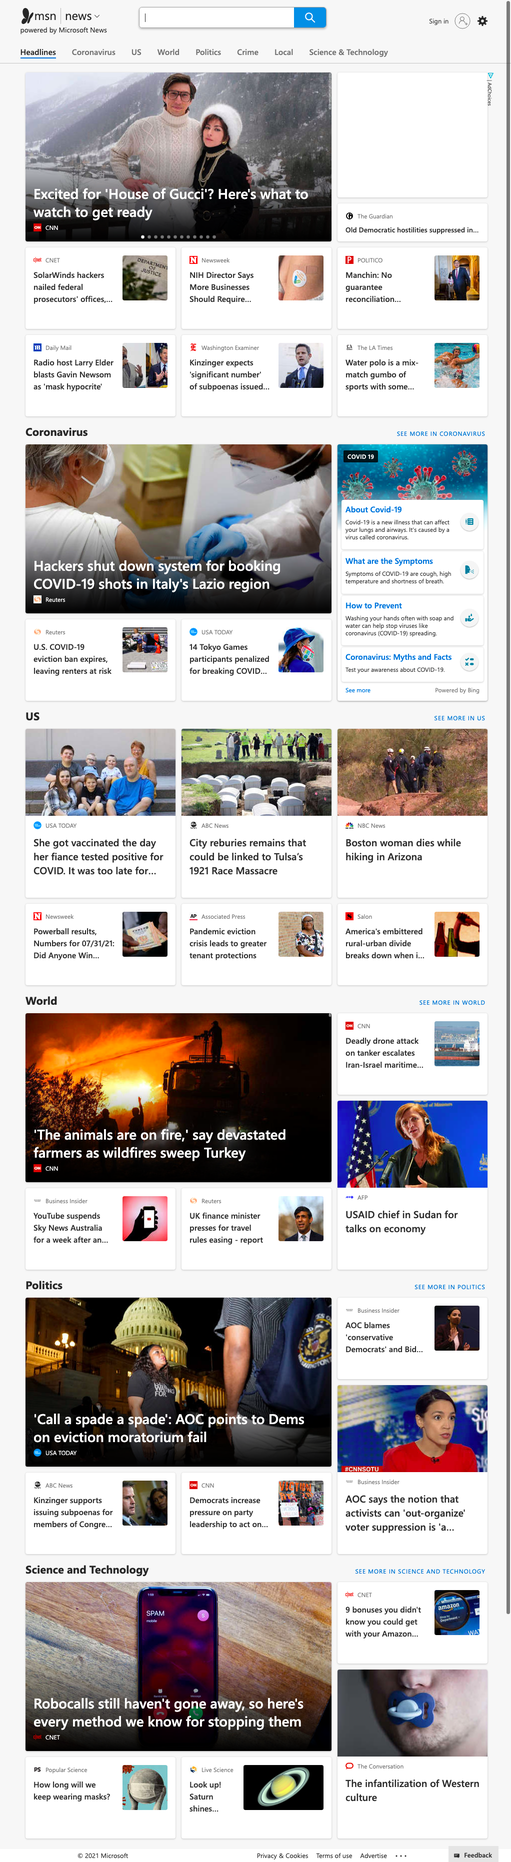 msn | news
powered by Microsoft News
Sign in
Headlines Coronavirus US World Politics Crime Local Science & Technology
Excited for 'House of Gucci'? Here's what to
watch to get ready
CNN
AdChoices
The Guardian
Old Democratic hostilities suppressed in...
CNET
SolarWinds hackers
nailed federal
prosecutors' offices,...
DEPARTMENT
OF JUSTICE
Newsweek
NIH Director Says
More Businesses
Should Require...
POLITICO
Manchin: No
guarantee
reconciliation...
Daily Mail
Radio host Larry Elder
blasts Gavin Newsom
as 'mask hypocrite'
Washington Examiner
Kinzinger expects
'significant number'
of subpoenas issued...
The LA Times
Water polo is a mix-
match gumbo of
sports with some...
Coronavirus
SEE MORE IN CORONAVIRUS
Hackers shut down system for booking
COVID-19 shots in Italy's Lazio region
Reuters
COVID 19
About Covid-19
Covid-19 is a new illness that can affect
your lungs and airways. It's caused by a
virus called coronavirus.
What are the Symptoms
Symptoms of COVID-19 are cough, high
temperature and shortness of breath.
How to Prevent
Washing your hands often with soap and
water can help stop viruses like
coronavirus (COVID-19) spreading.
Coronavirus: Myths and Facts
Test your awareness about COVID-19.
See more
Powered by Bing
Reuters
U.S. COVID-19
eviction ban expires,
leaving renters at risk
USA TODAY
14 Tokyo Games
participants penalized
for breaking COVID...
US
SEE MORE IN US
USA TODAY
She got vaccinated the day
her fiance tested positive for
COVID. It was too late for...
ABC News
City reburies remains that
could be linked to Tulsa's
1921 Race Massacre
NBC News
Boston woman dies while
hiking in Arizona
Newsweek
Powerball results,
Numbers for 07/31/21:
Did Anyone Win...
AP Associated Press
Pandemic eviction
crisis leads to greater
tenant protections
Salon
America's embittered
rural-urban divide
breaks down when i...
World
SEE MORE IN WORLD
'The animals are on fire,' say devastated
farmers as wildfires sweep Turkey
CNN
CNN
Deadly drone attack
on tanker escalates
Iran-Israel maritime...
AFP
USAID chief in Sudan for
talks on economy
Business Insider
YouTube suspends
Sky News Australia
for a week after an...
Reuters
UK finance minister
presses for travel
rules easing - report
Politics
SEE MORE IN POLITICS
'Call a spade a spade': AOC points to Dems
on eviction moratorium fail
USA TODAY
Business Insider
AOC blames
'conservative
Democrats' and Bid...
#CNNSOTU
Business Insider
AOC says the notion that
activists can 'out-organize'
voter suppression is 'a...
ABC News
Kinzinger supports
issuing subpoenas for
members of Congre...
CNN
Democrats increase
pressure on party
leadership to act on...
Science and Technology
SEE MORE IN SCIENCE AND TECHNOLOGY
SPAM
Robocalls still haven't gone away, so here's
every method we know for stopping them
CNET
CNET
9 bonuses you didn't
know you could get
with your Amazon...
amazon
The Conversation
The infantilization of Western
culture
PS Popular Science
How long will we
keep wearing masks?
Live Science
Look up!
Saturn
shines...
© 2021 Microsoft
Privacy & Cookies Terms of use Advertise ...
Feedback